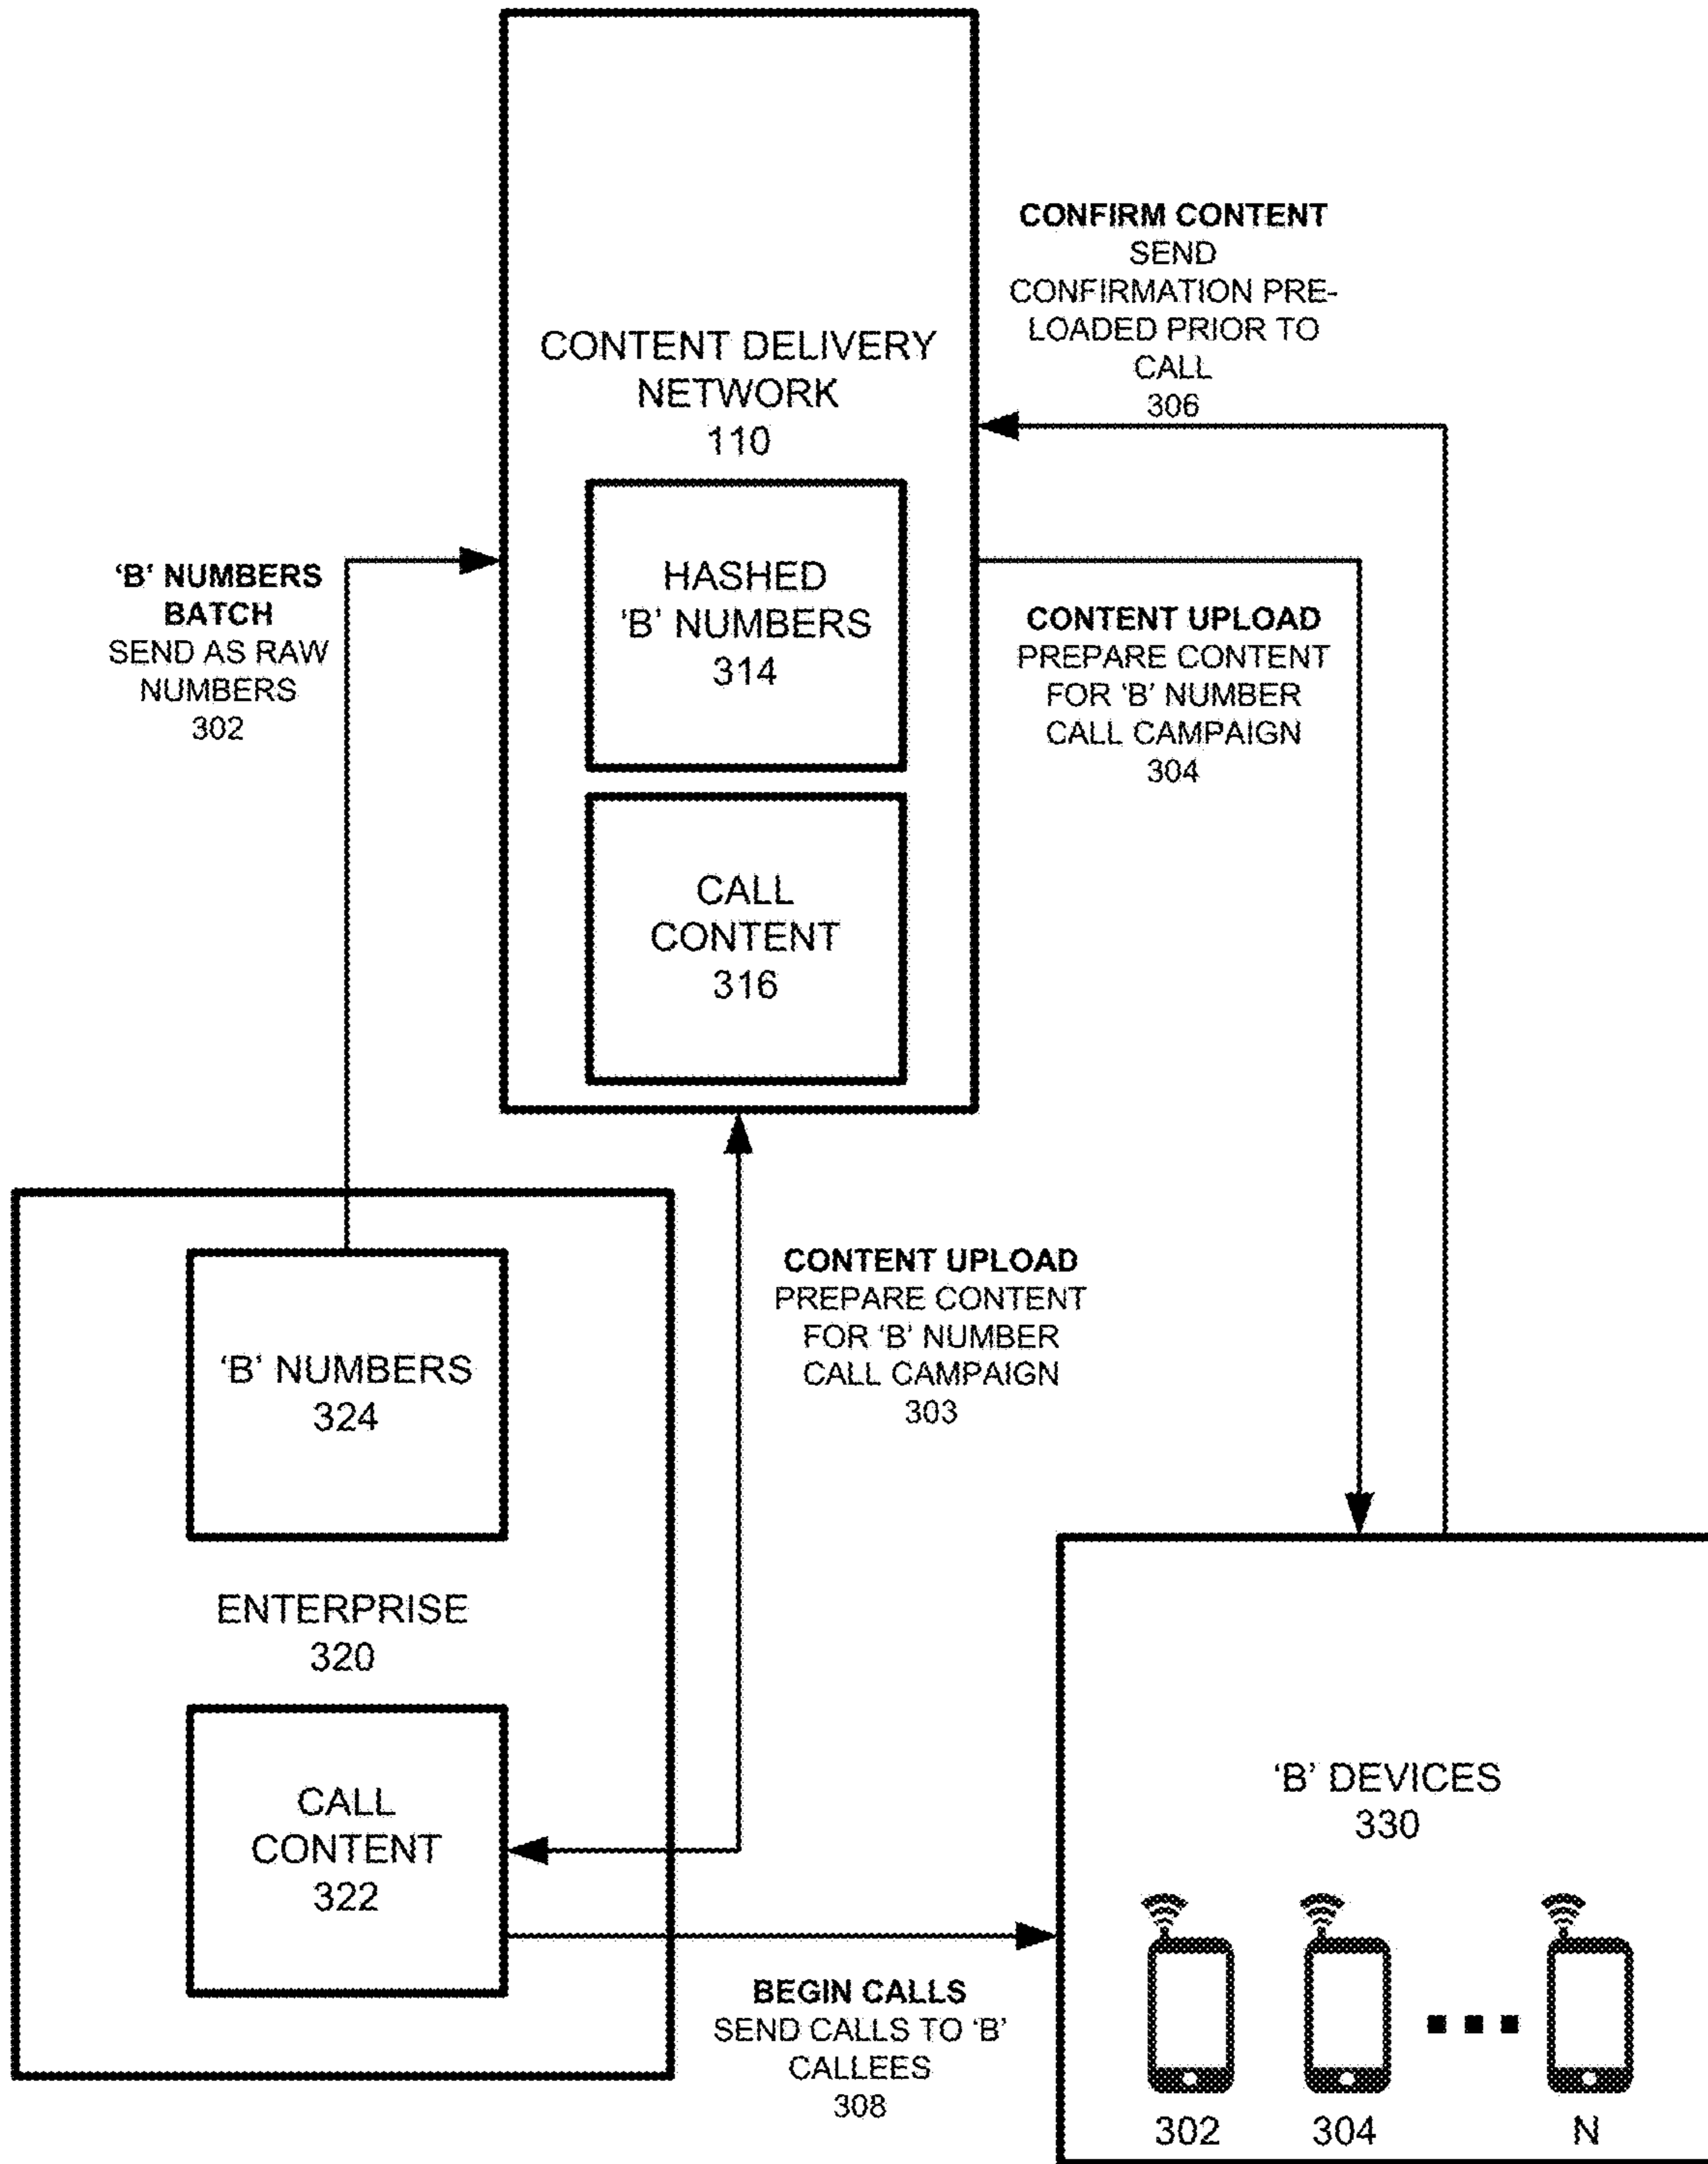 CONFIRM CONTENT
SEND
CONFIRMATION PRE-
LOADED PRIOR TO
CALL
306
CONTENT DELIVERY
NETWORK
110
HASHED
‘B’ NUMBERS
314
CALL
CONTENT
316
‘B’ NUMBERS
BATCH
SEND AS RAW
NUMBERS
302
CONTENT UPLOAD
PREPARE CONTENT
FOR ‘B’ NUMBER
CALL CAMPAIGN
304
CONTENT UPLOAD
PREPARE CONTENT
FOR ‘B’ NUMBER
CALL CAMPAIGN
303
‘B’ NUMBERS
324
ENTERPRISE
320
CALL
CONTENT
322
BEGIN CALLS
SEND CALLS TO ‘B’
CALLEES
308
‘B’ DEVICES
330
302 304 N